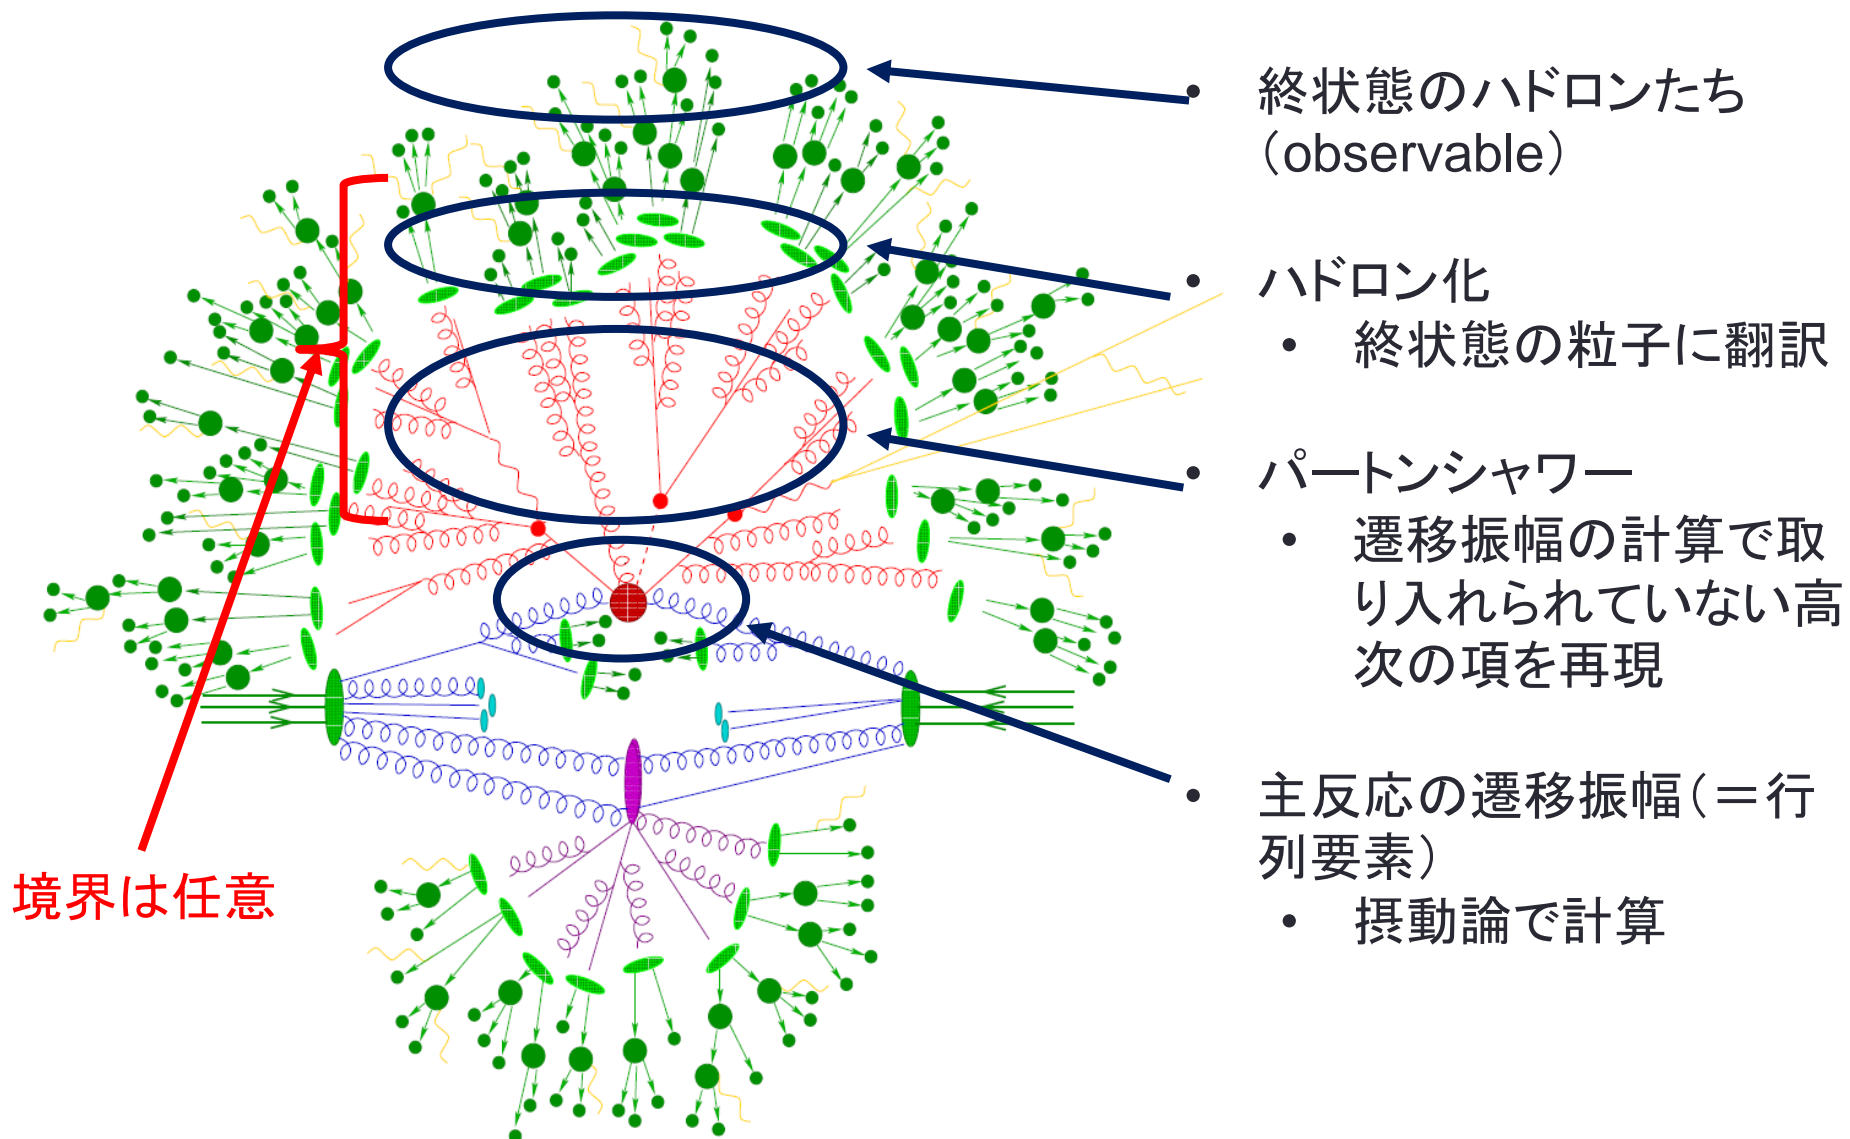 • 終状態のハドロンたち
（observable）
• ハドロン化
• 終状態の粒子に翻訳
• パートンシャワー
• 遷移振幅の計算で取
り入れられていない高
次の項を再現
• 主反応の遷移振幅（＝行
列要素）
• 摂動論で計算
境界は任意